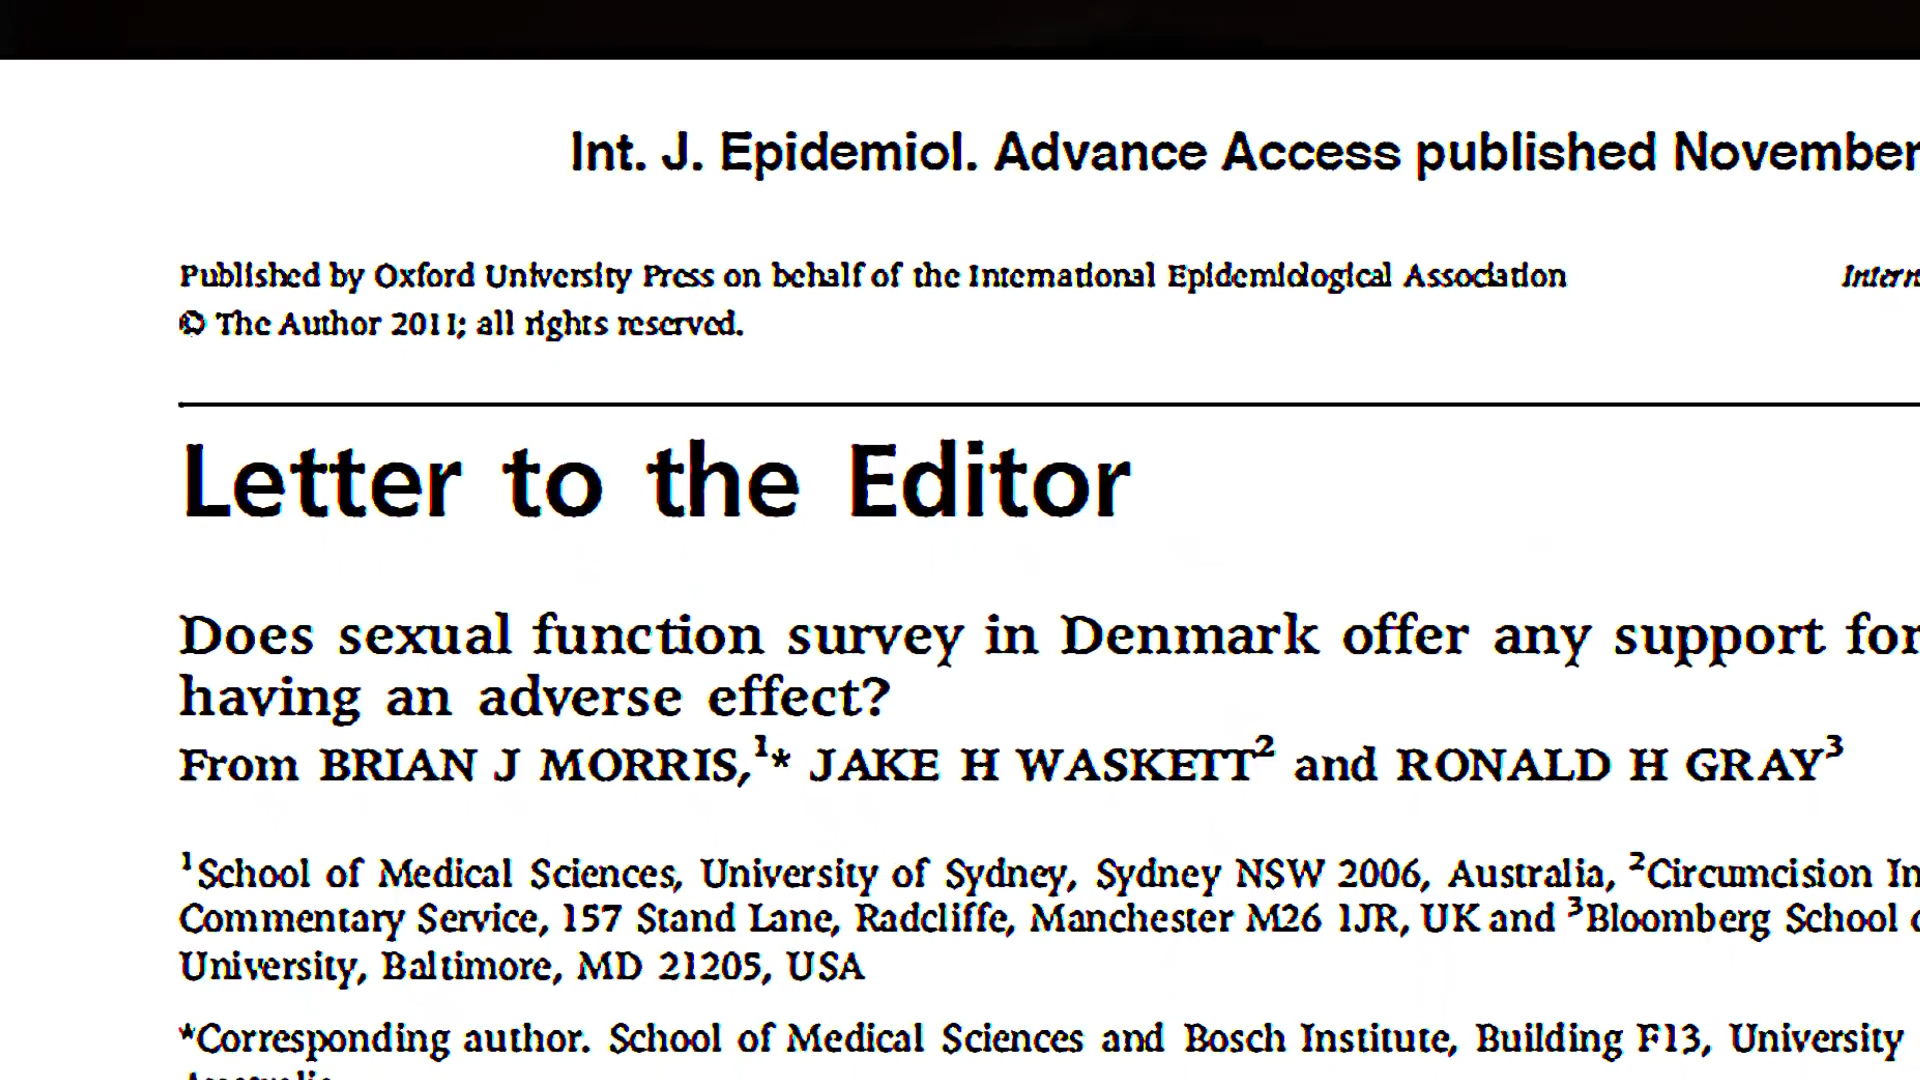 Int. J. Epidemiol. Advance Access published November
Published by Oxford University Press on behalf of the International Epidemiological Association
Intern
© The Author 2011; all rights reserved.
Letter to the Editor
Does sexual function survey in Denmark offer any support for
having an adverse effect?
From BRIAN J MORRIS,¹* JAKE H WASKETT² and RONALD H GRAY³
¹School of Medical Sciences, University of Sydney, Sydney NSW 2006, Australia, ²Circumcision In
Commentary Service, 157 Stand Lane, Radcliffe, Manchester M26 1JR, UK and ³Bloomberg School o
University, Baltimore, MD 21205, USA
*Corresponding author. School of Medical Sciences and Bosch Institute, Building F13, University